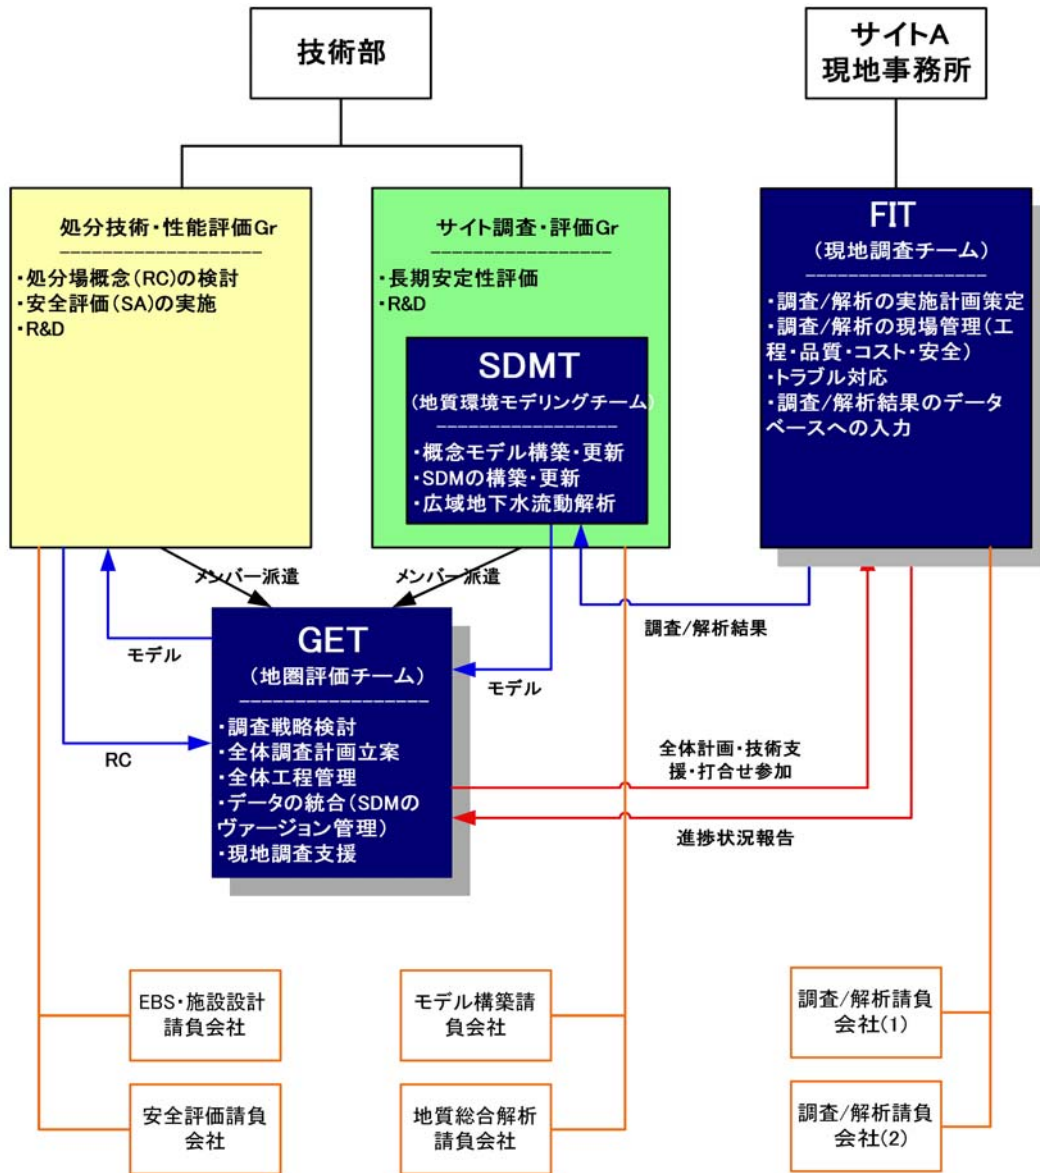 技術部
サイトA
現地事務所
処分技術・性能評価Gr
・処分場概念(RC)の検討
・安全評価(SA)の実施
・R&D
サイト調査・評価Gr
・長期安定性評価
・R&D
SDMT
(地質環境モデリングチーム)
・概念モデル構築・更新
・SDMの構築・更新
・広域地下水流動解析
FIT
(現地調査チーム)
・調査/解析の実施計画策定
・調査/解析の現場管理(工
程・品質・コスト・安全)
・トラブル対応
・調査/解析結果のデータ
ベースへの入力
メンバー派遣
メンバー派遣
調査/解析結果
モデル
モデル
RC
GET
(地圏評価チーム)
・調査戦略検討
・全体調査計画立案
・全体工程管理
・データの統合(SDMの
ヴァージョン管理)
・現地調査支援
全体計画・技術支
援・打合せ参加
進捗状況報告
EBS・施設設計
請負会社
安全評価請負
会社
モデル構築請
負会社
地質総合解析
請負会社
調査/解析請負
会社(1)
調査/解析請負
会社(2)